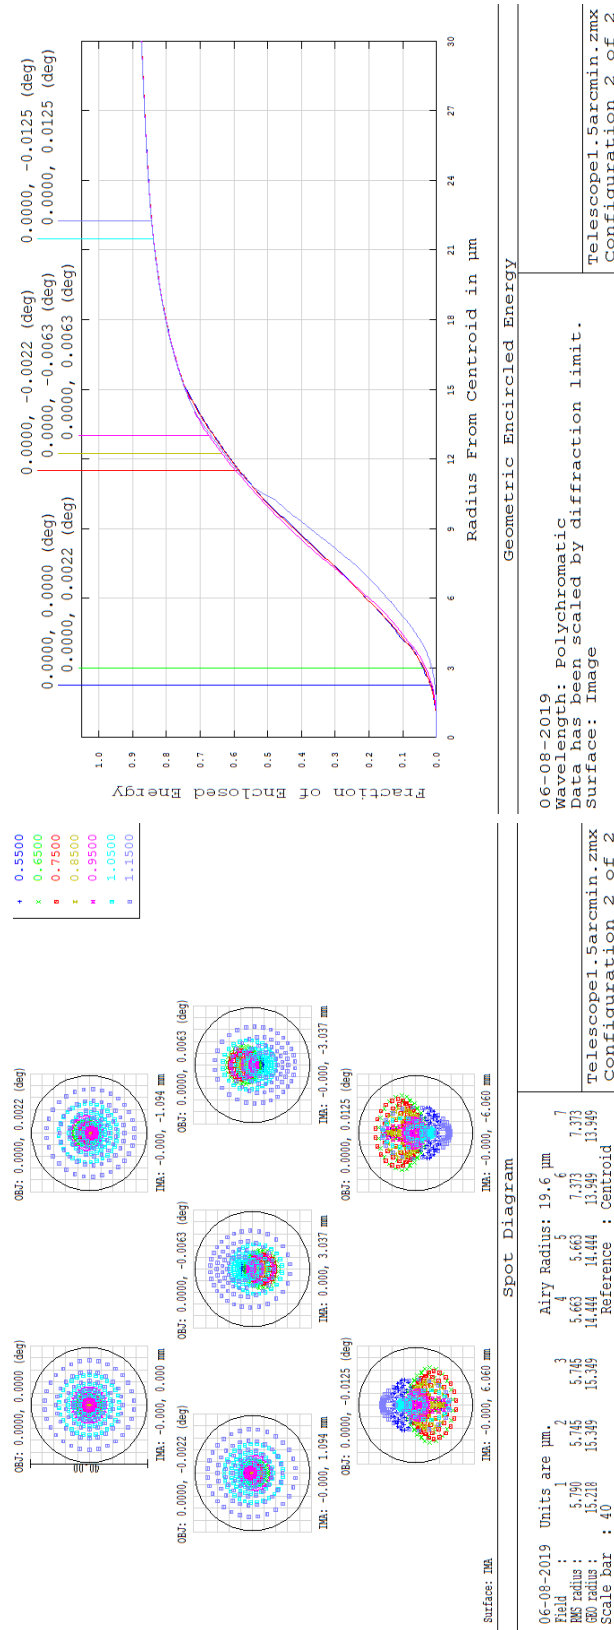 + 0.5500
× 0.6500
0.7500
0.8500
0.9500
1.0500
1.1500
OBJ: 0.0000, 0.0000 (deg)
IMA: -0.000, 0.000 mm
40.00
OBJ: 0.0000, 0.0022 (deg)
IMA: -0.000, -1.094 mm
OBJ: 0.0000, -0.0022 (deg)
IMA: -0.000, 1.094 mm
OBJ: 0.0000, -0.0063 (deg)
IMA: 0.000, 3.037 mm
OBJ: 0.0000, 0.0063 (deg)
IMA: -0.000, -3.037 mm
OBJ: 0.0000, -0.0125 (deg)
IMA: -0.000, 6.060 mm
OBJ: 0.0000, 0.0125 (deg)
IMA: -0.000, -6.060 mm
Surface: IMA
Spot Diagram
06-08-2019 Units are µm. Airy Radius: 19.6 µm
Field : 1 2 3 4 5 6 7
RMS radius : 5.790 5.745 5.745 5.663 5.663 7.373 7.373
GEO radius : 15.218 15.349 15.349 14.444 14.444 13.949 13.949
Scale bar : 40 Reference : Centroid
Telescope1.5arcmin.zmx
Configuration 2 of 2
0.0000, 0.0000 (deg)
0.0000, 0.0022 (deg)
0.0000, -0.0022 (deg)
0.0000, -0.0063 (deg)
0.0000, 0.0063 (deg)
0.0000, -0.0125 (deg)
0.0000, 0.0125 (deg)
Fraction of Enclosed Energy
1.0
0.9
0.8
0.7
0.6
0.5
0.4
0.3
0.2
0.1
0.0
0 3 6 9 12 15 18 21 24 27 30
Radius From Centroid in µm
Geometric Encircled Energy
06-08-2019
Wavelength: Polychromatic
Data has been scaled by diffraction limit.
Surface: Image
Telescope1.5arcmin.zmx
Configuration 2 of 2